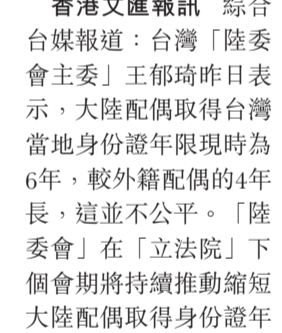 香港文匯報訊　綜合
台媒報道：台灣「陸委
會主委」王郁琦昨日表
示，大陸配偶取得台灣
當地身份證年限現時為
6年，較外籍配偶的4年
長，這並不公平。「陸
委會」在「立法院」下
個會期將持續推動縮短
大陸配偶取得身份證年